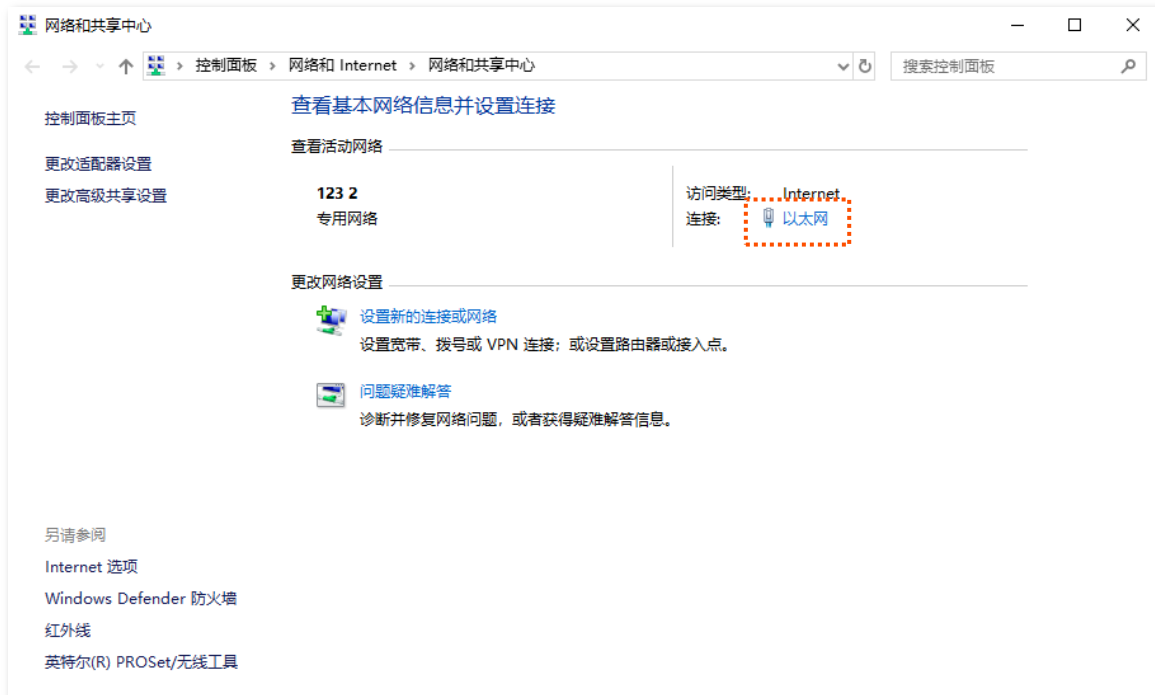 网络和共享中心
控制面板 > 网络和 Internet > 网络和共享中心
搜索控制面板
控制面板主页
更改适配器设置
更改高级共享设置
查看基本网络信息并设置连接
查看活动网络
123 2
专用网络
访问类型: Internet
连接: 以太网
更改网络设置
设置新的连接或网络
设置宽带、拨号或 VPN 连接；或设置路由器或接入点。
问题疑难解答
诊断并修复网络问题，或者获得疑难解答信息。
另请参阅
Internet 选项
Windows Defender 防火墙
红外线
英特尔(R) PROSet/无线工具